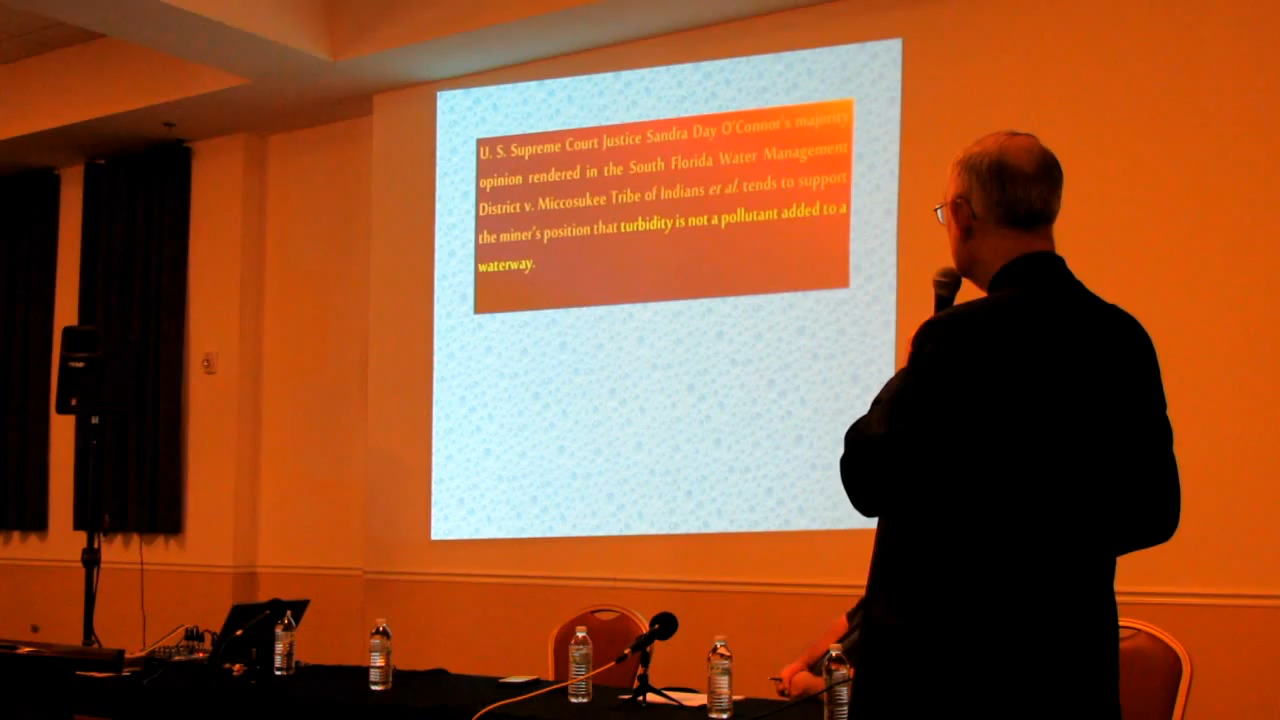 U. S. Supreme Court Justice Sandra Day O'Connor's majority
opinion rendered in the South Florida Water Management
District v. Miccosukee Tribe of Indians et al. tends to support
the miner's position that turbidity is not a pollutant added to a
waterway.